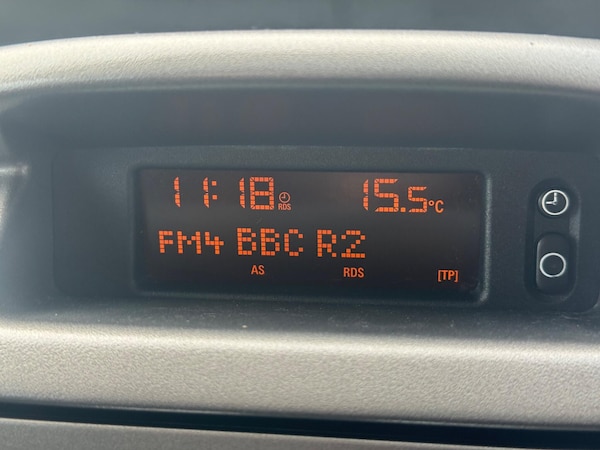 11:18 RDS 15.5°C
FM4 BBC R2
AS RDS [TP]